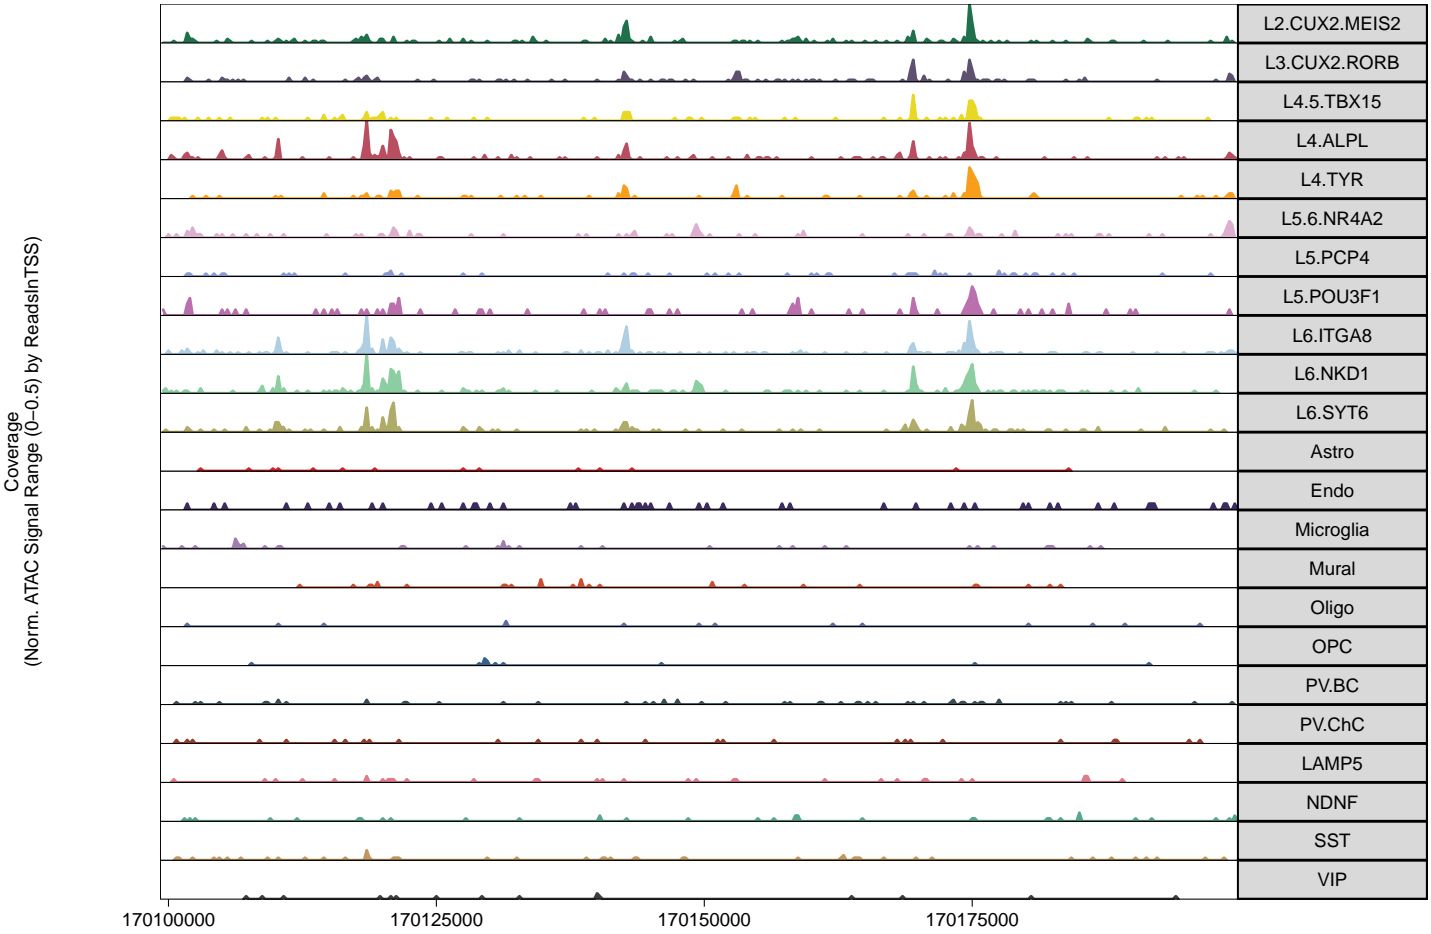 Coverage
(Norm. ATAC Signal Range (0–0.5) by ReadsInTSS)
L2.CUX2.MEIS2
L3.CUX2.RORB
L4.5.TBX15
L4.ALPL
L4.TYR
L5.6.NR4A2
L5.PCP4
L5.POU3F1
L6.ITGA8
L6.NKD1
L6.SYT6
Astro
Endo
Microglia
Mural
Oligo
OPC
PV.BC
PV.ChC
LAMP5
NDNF
SST
VIP
170100000 170125000 170150000 170175000